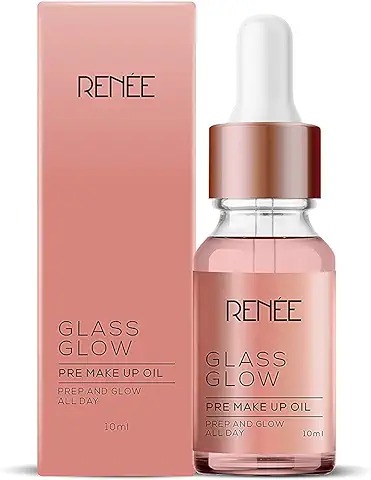 RENÉE
GLASS
GLOW
PRE MAKE UP OIL
PREP AND GLOW
ALL DAY
10ml
RENÉE
GLASS
GLOW
PRE MAKE UP OIL
PREP AND GLOW
ALL DAY 10ml